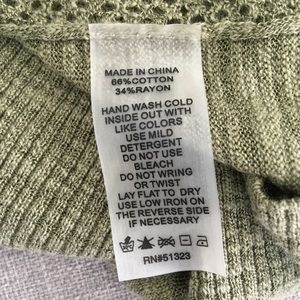 MADE IN CHINA
66%COTTON
34%RAYON
HAND WASH COLD
INSIDE OUT WITH
LIKE COLORS
USE MILD
DETERGENT
DO NOT USE
BLEACH
DO NOT WRING
OR TWIST
LAY FLAT TO DRY
USE LOW IRON ON
THE REVERSE SIDE
IF NECESSARY
RN#51323